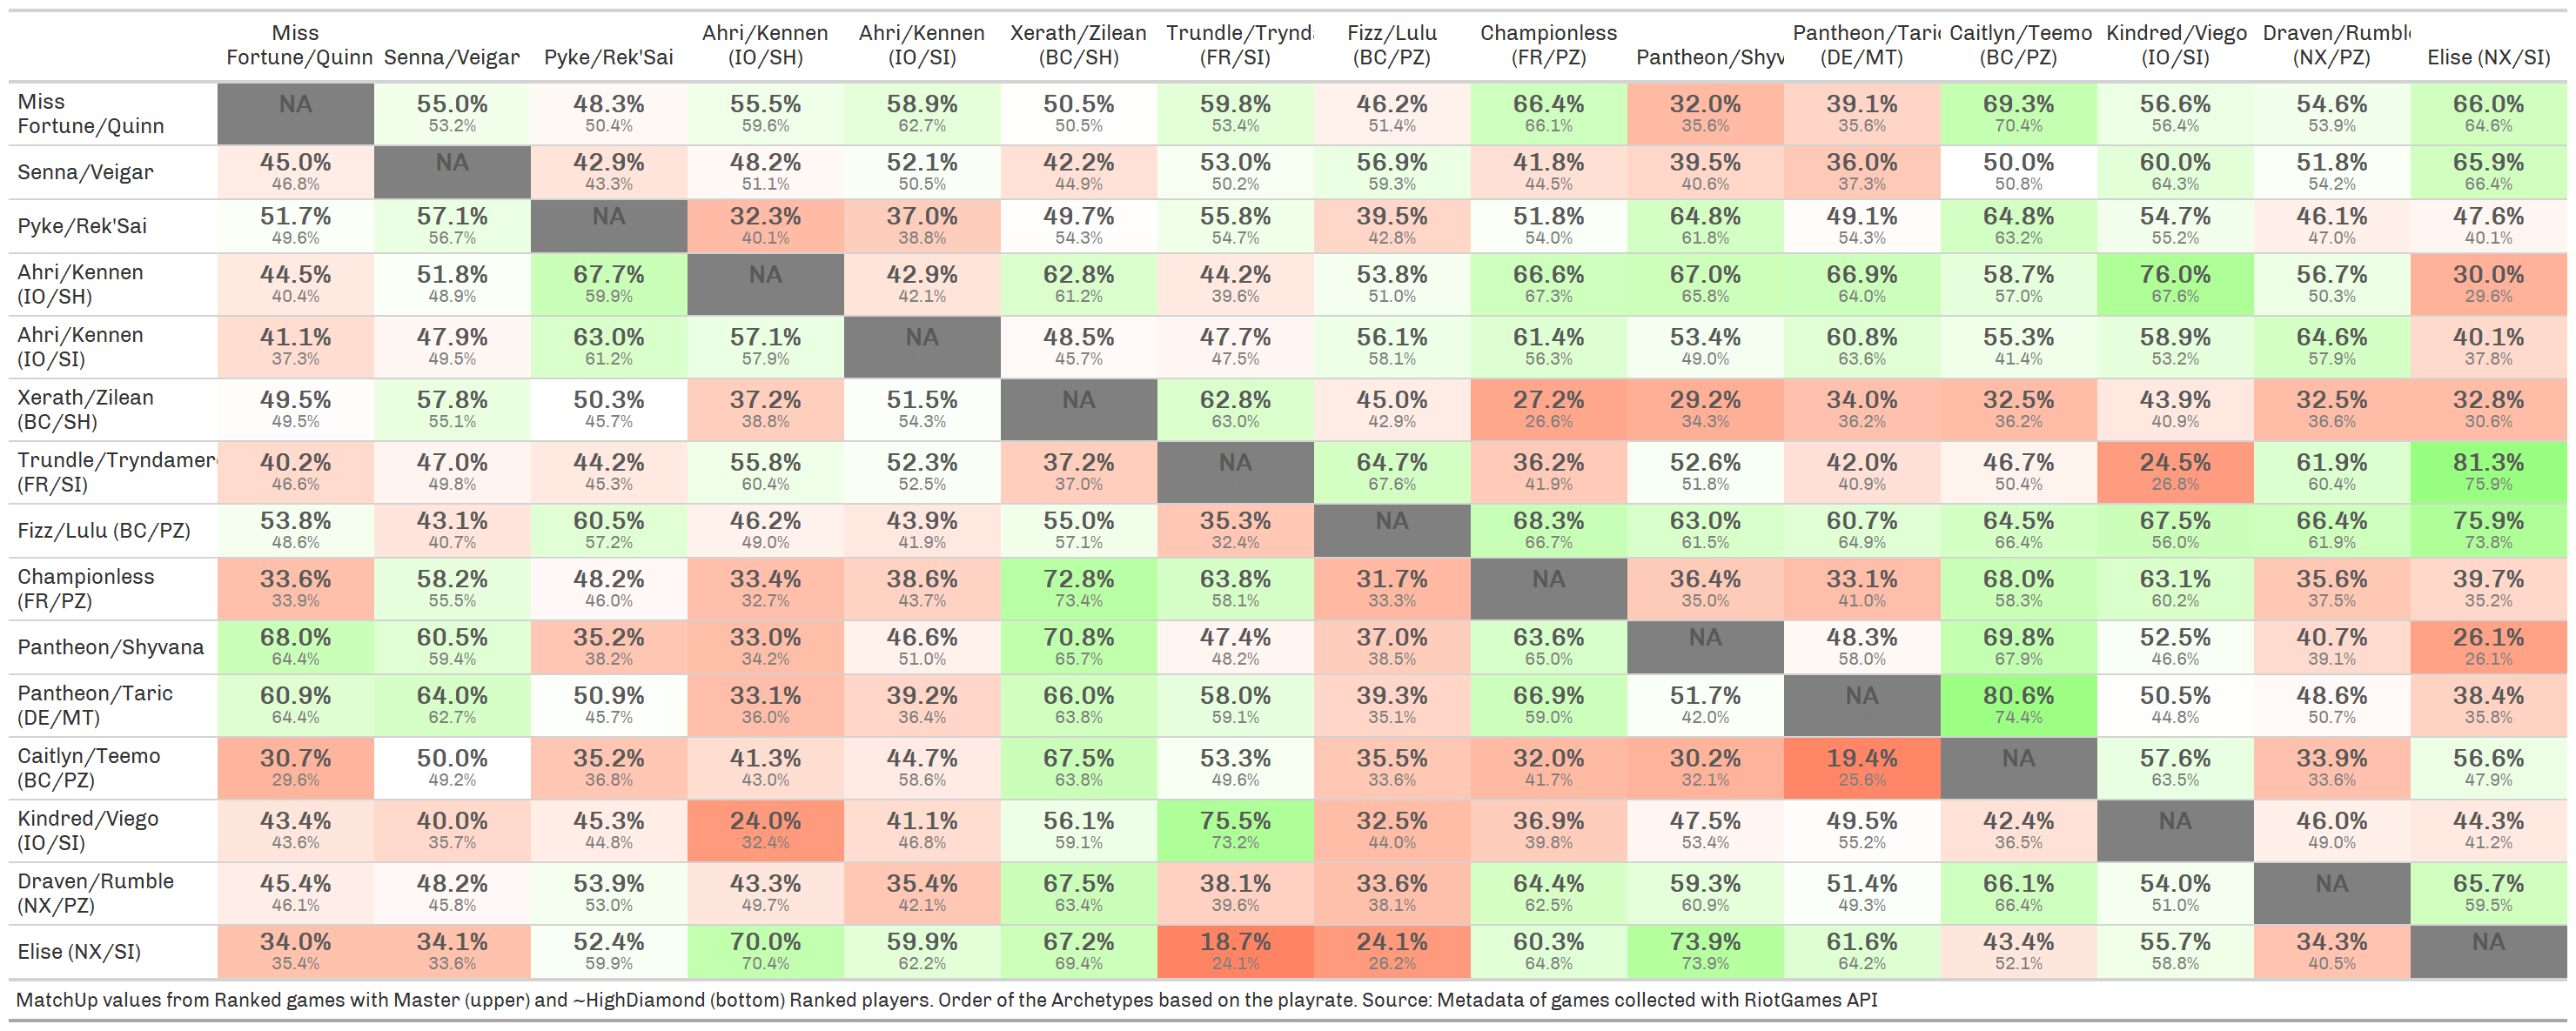 Miss Fortune/Quinn Senna/Veigar Pyke/Rek'Sai Ahri/Kennen (IO/SH) Ahri/Kennen (IO/SI) Xerath/Zilean (BC/SH) Trundle/Trynd (FR/SI) Fizz/Lulu (BC/PZ) Championless (FR/PZ) Pantheon/Shyv Pantheon/Taric (DE/MT) Caitlyn/Teemo (BC/PZ) Kindred/Viego (IO/SI) Draven/Rumble (NX/PZ) Elise (NX/SI)
Miss Fortune/Quinn NA 55.0% 48.3% 55.5% 58.9% 50.5% 59.8% 46.2% 66.4% 32.0% 39.1% 69.3% 56.6% 54.6% 66.0%
53.2% 50.4% 59.6% 62.7% 50.5% 53.4% 51.4% 66.1% 35.6% 35.6% 70.4% 56.4% 53.9% 64.6%
Senna/Veigar 45.0% NA 42.9% 48.2% 52.1% 42.2% 53.0% 56.9% 41.8% 39.5% 36.0% 50.0% 60.0% 51.8% 65.9%
46.8% 43.3% 51.1% 50.5% 44.9% 50.2% 59.3% 44.5% 40.6% 37.3% 50.8% 64.3% 54.2% 66.4%
Pyke/Rek'Sai 51.7% 57.1% NA 32.3% 37.0% 49.7% 55.8% 39.5% 51.8% 64.8% 49.1% 64.8% 54.7% 46.1% 47.6%
49.6% 56.7% 40.1% 38.8% 54.3% 54.7% 42.8% 54.0% 61.8% 54.3% 63.2% 55.2% 47.0% 40.1%
Ahri/Kennen (IO/SH) 44.5% 51.8% 67.7% NA 42.9% 62.8% 44.2% 53.8% 66.6% 67.0% 66.9% 58.7% 76.0% 56.7% 30.0%
40.4% 48.9% 59.9% 42.1% 61.2% 39.6% 51.0% 67.3% 65.8% 64.0% 57.0% 67.6% 50.3% 29.6%
Ahri/Kennen (IO/SI) 41.1% 47.9% 63.0% 57.1% NA 48.5% 47.7% 56.1% 61.4% 53.4% 60.8% 55.3% 58.9% 64.6% 40.1%
37.3% 49.5% 61.2% 57.9% 45.7% 47.5% 58.1% 56.3% 49.0% 63.6% 41.4% 53.2% 57.9% 37.8%
Xerath/Zilean (BC/SH) 49.5% 57.8% 50.3% 37.2% 51.5% NA 62.8% 45.0% 27.2% 29.2% 34.0% 32.5% 43.9% 32.5% 32.8%
49.5% 55.1% 45.7% 38.8% 54.3% 63.0% 42.9% 26.6% 34.3% 36.2% 36.2% 40.9% 36.6% 30.6%
Trundle/Tryndamer (FR/SI) 40.2% 47.0% 44.2% 55.8% 52.3% 37.2% NA 64.7% 36.2% 52.6% 42.0% 46.7% 24.5% 61.9% 81.3%
46.6% 49.8% 45.3% 60.4% 52.5% 37.0% 67.6% 41.9% 51.8% 40.9% 50.4% 26.8% 60.4% 75.9%
Fizz/Lulu (BC/PZ) 53.8% 43.1% 60.5% 46.2% 43.9% 55.0% 35.3% NA 68.3% 63.0% 60.7% 64.5% 67.5% 66.4% 75.9%
48.6% 40.7% 57.2% 49.0% 41.9% 57.1% 32.4% 66.7% 61.5% 64.9% 66.4% 56.0% 61.9% 73.8%
Championless (FR/PZ) 33.6% 58.2% 48.2% 33.4% 38.6% 72.8% 63.8% 31.7% NA 36.4% 33.1% 68.0% 63.1% 35.6% 39.7%
33.9% 55.5% 46.0% 32.7% 43.7% 73.4% 58.1% 33.3% 35.0% 41.0% 58.3% 60.2% 37.5% 35.2%
Pantheon/Shyvana 68.0% 60.5% 35.2% 33.0% 46.6% 70.8% 47.4% 37.0% 63.6% NA 48.3% 69.8% 52.5% 40.7% 26.1%
64.4% 59.4% 38.2% 34.2% 51.0% 65.7% 48.2% 38.5% 65.0% 58.0% 67.9% 46.6% 39.1% 26.1%
Pantheon/Taric (DE/MT) 60.9% 64.0% 50.9% 33.1% 39.2% 66.0% 58.0% 39.3% 66.9% 51.7% NA 80.6% 50.5% 48.6% 38.4%
64.4% 62.7% 45.7% 36.0% 36.4% 63.8% 59.1% 35.1% 59.0% 42.0% 74.4% 44.8% 50.7% 35.8%
Caitlyn/Teemo (BC/PZ) 30.7% 50.0% 35.2% 41.3% 44.7% 67.5% 53.3% 35.5% 32.0% 30.2% 19.4% NA 57.6% 33.9% 56.6%
29.6% 49.2% 36.8% 43.0% 58.6% 63.8% 49.6% 33.6% 41.7% 32.1% 25.6% 63.5% 33.6% 47.9%
Kindred/Viego (IO/SI) 43.4% 40.0% 45.3% 24.0% 41.1% 56.1% 75.5% 32.5% 36.9% 47.5% 49.5% 42.4% NA 46.0% 44.3%
43.6% 35.7% 44.8% 32.4% 46.8% 59.1% 73.2% 44.0% 39.8% 53.4% 55.2% 36.5% 49.0% 41.2%
Draven/Rumble (NX/PZ) 45.4% 48.2% 53.9% 43.3% 35.4% 67.5% 38.1% 33.6% 64.4% 59.3% 51.4% 66.1% 54.0% NA 65.7%
46.1% 45.8% 53.0% 49.7% 42.1% 63.4% 39.6% 38.1% 62.5% 60.9% 49.3% 66.4% 51.0% 59.5%
Elise (NX/SI) 34.0% 34.1% 52.4% 70.0% 59.9% 67.2% 18.7% 24.1% 60.3% 73.9% 61.6% 43.4% 55.7% 34.3% NA
35.4% 33.6% 59.9% 70.4% 62.2% 69.4% 24.1% 26.2% 64.8% 73.9% 64.2% 52.1% 58.8% 40.5%
MatchUp values from Ranked games with Master (upper) and ~HighDiamond (bottom) Ranked players. Order of the Archetypes based on the playrate. Source: Metadata of games collected with RiotGames API